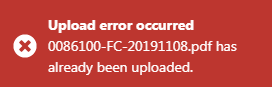 Upload error occurred
0086100-FC-20191108.pdf has
already been uploaded.